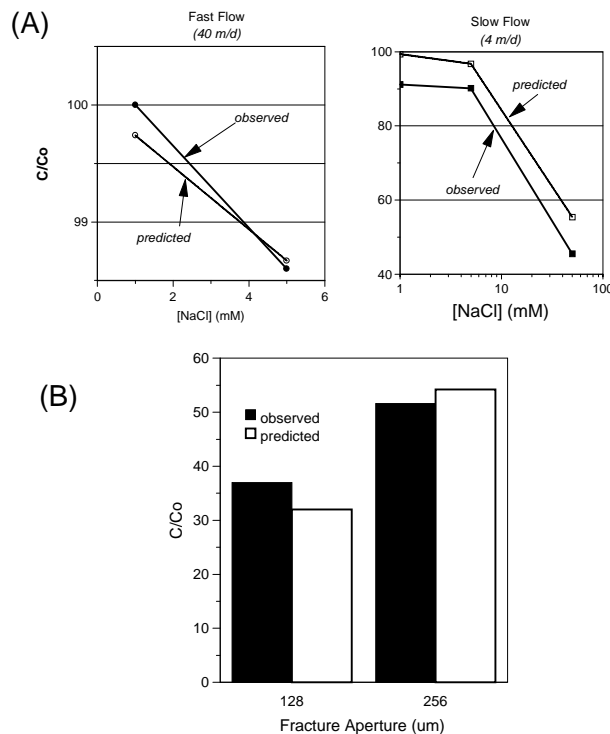 (A)
Fast Flow
(40 m/d)
C/Co
100
99
observed
predicted
0 2 4 6
[NaCl] (mM)
Slow Flow
(4 m/d)
100
80
60
40
predicted
observed
1 10 100
[NaCl] (mM)
(B)
C/Co
60
50
40
30
20
10
0
observed
predicted
128 256
Fracture Aperture (um)